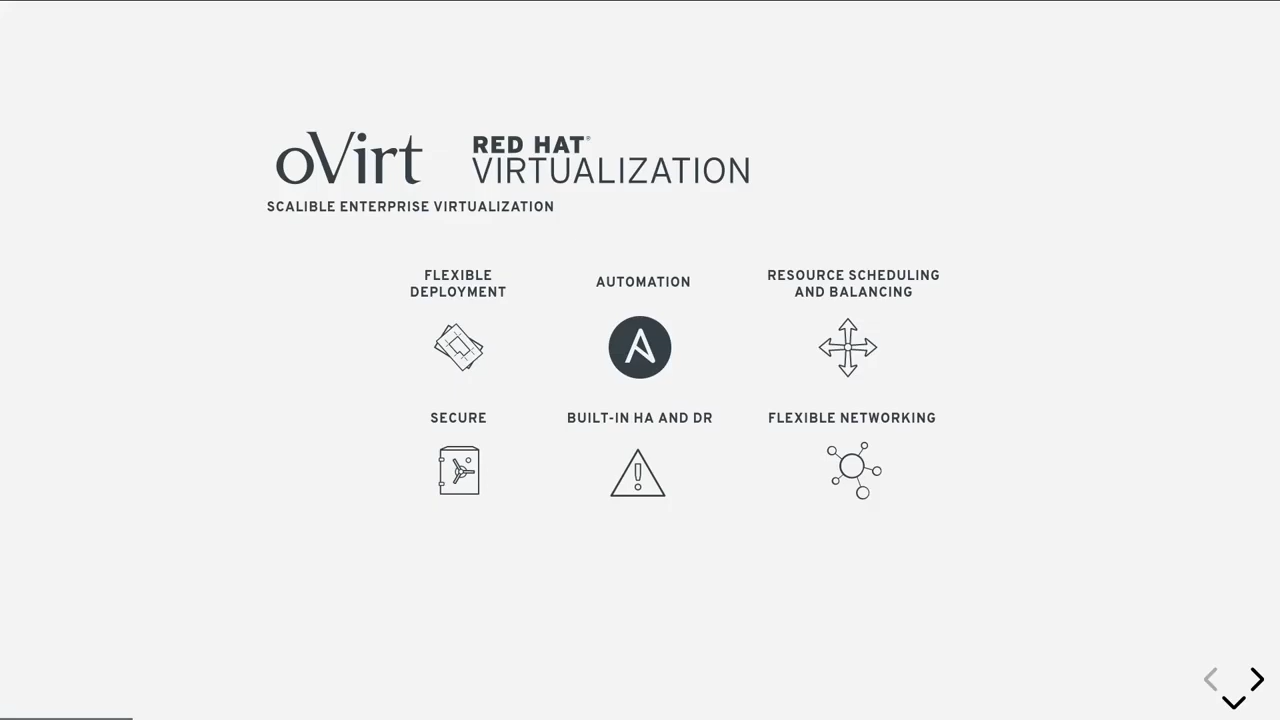 oVirt
RED HAT®
VIRTUALIZATION
SCALIBLE ENTERPRISE VIRTUALIZATION
FLEXIBLE
DEPLOYMENT
AUTOMATION
RESOURCE SCHEDULING
AND BALANCING
SECURE
BUILT-IN HA AND DR
FLEXIBLE NETWORKING